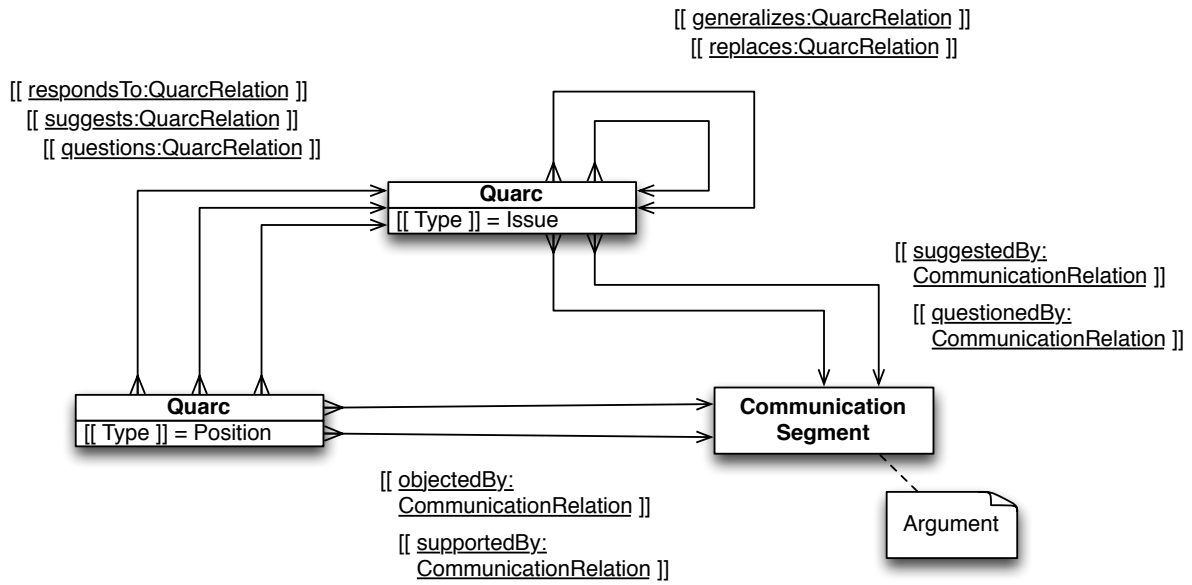 [[ generalizes:QuarcRelation ]]
[[ replaces:QuarcRelation ]]
[[ respondsTo:QuarcRelation ]]
[[ suggests:QuarcRelation ]]
[[ questions:QuarcRelation ]]
Quarc
[[ Type ]] = Issue
[[ suggestedBy:
CommunicationRelation ]]
[[ questionedBy:
CommunicationRelation ]]
Quarc
[[ Type ]] = Position
Communication
Segment
[[ objectedBy:
CommunicationRelation ]]
[[ supportedBy:
CommunicationRelation ]]
Argument